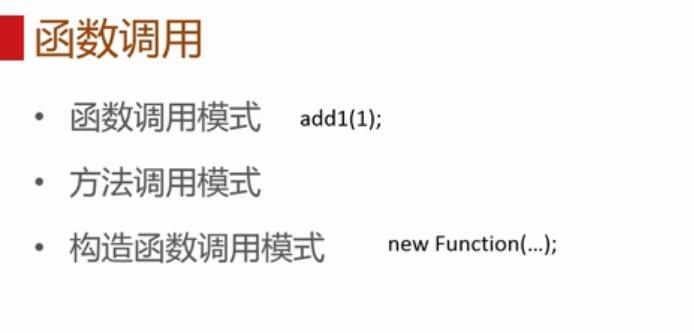 函数调用
• 函数调用模式 add1(1);
• 方法调用模式
• 构造函数调用模式 new Function(...);